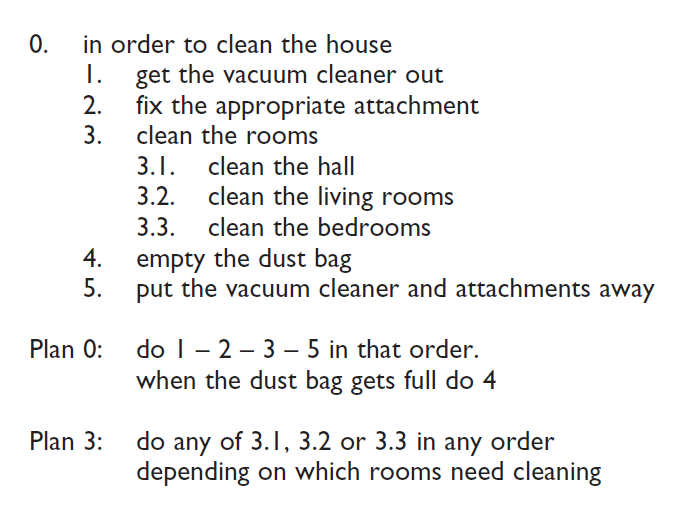 0. in order to clean the house
1. get the vacuum cleaner out
2. fix the appropriate attachment
3. clean the rooms
3.1. clean the hall
3.2. clean the living rooms
3.3. clean the bedrooms
4. empty the dust bag
5. put the vacuum cleaner and attachments away
Plan 0: do 1 – 2 – 3 – 5 in that order.
when the dust bag gets full do 4
Plan 3: do any of 3.1, 3.2 or 3.3 in any order
depending on which rooms need cleaning